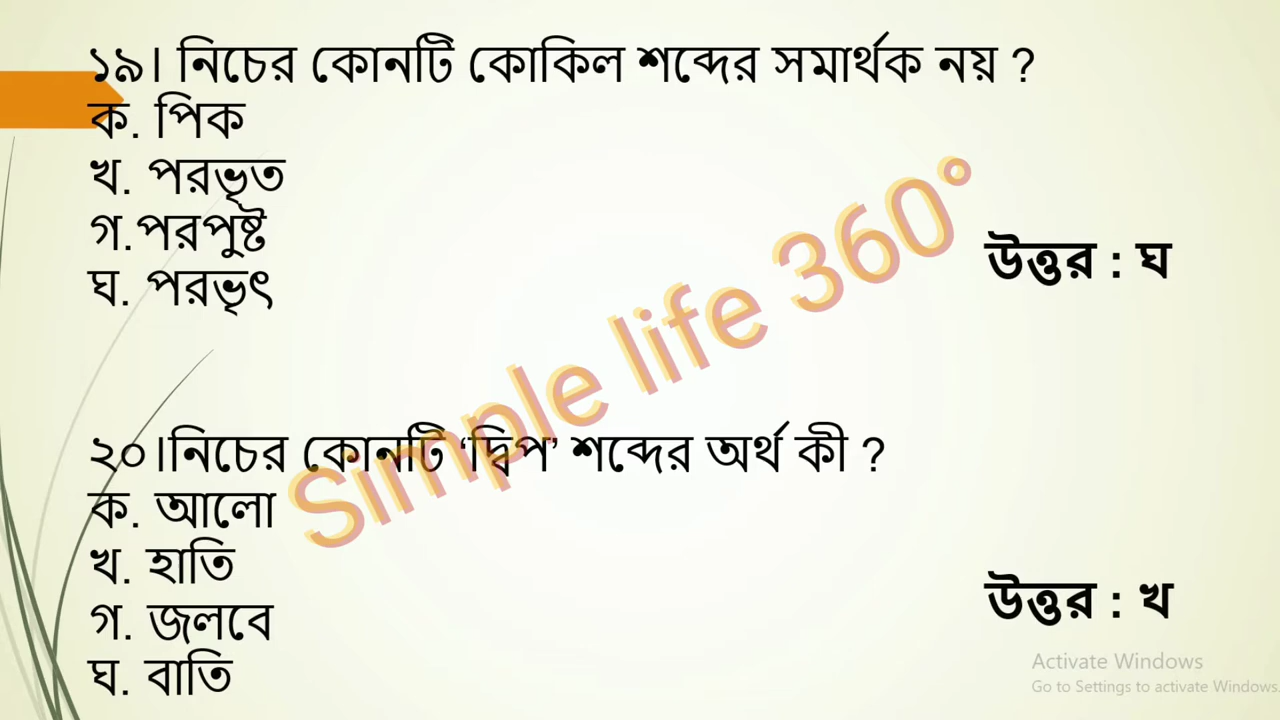 ১৯। নিচের কোনটি কোকিল শব্দের সমার্থক নয় ?
ক. পিক
খ. পরভৃত
গ.পরপুষ্ট
ঘ. পরভৃৎ
উত্তর : ঘ
Simple life 360°
২০।নিচের কোনটি ‘দ্বিপ’ শব্দের অর্থ কী ?
ক. আলো
খ. হাতি
গ. জলবে
ঘ. বাতি
উত্তর : খ
Activate Windows
Go to Settings to activate Windows.